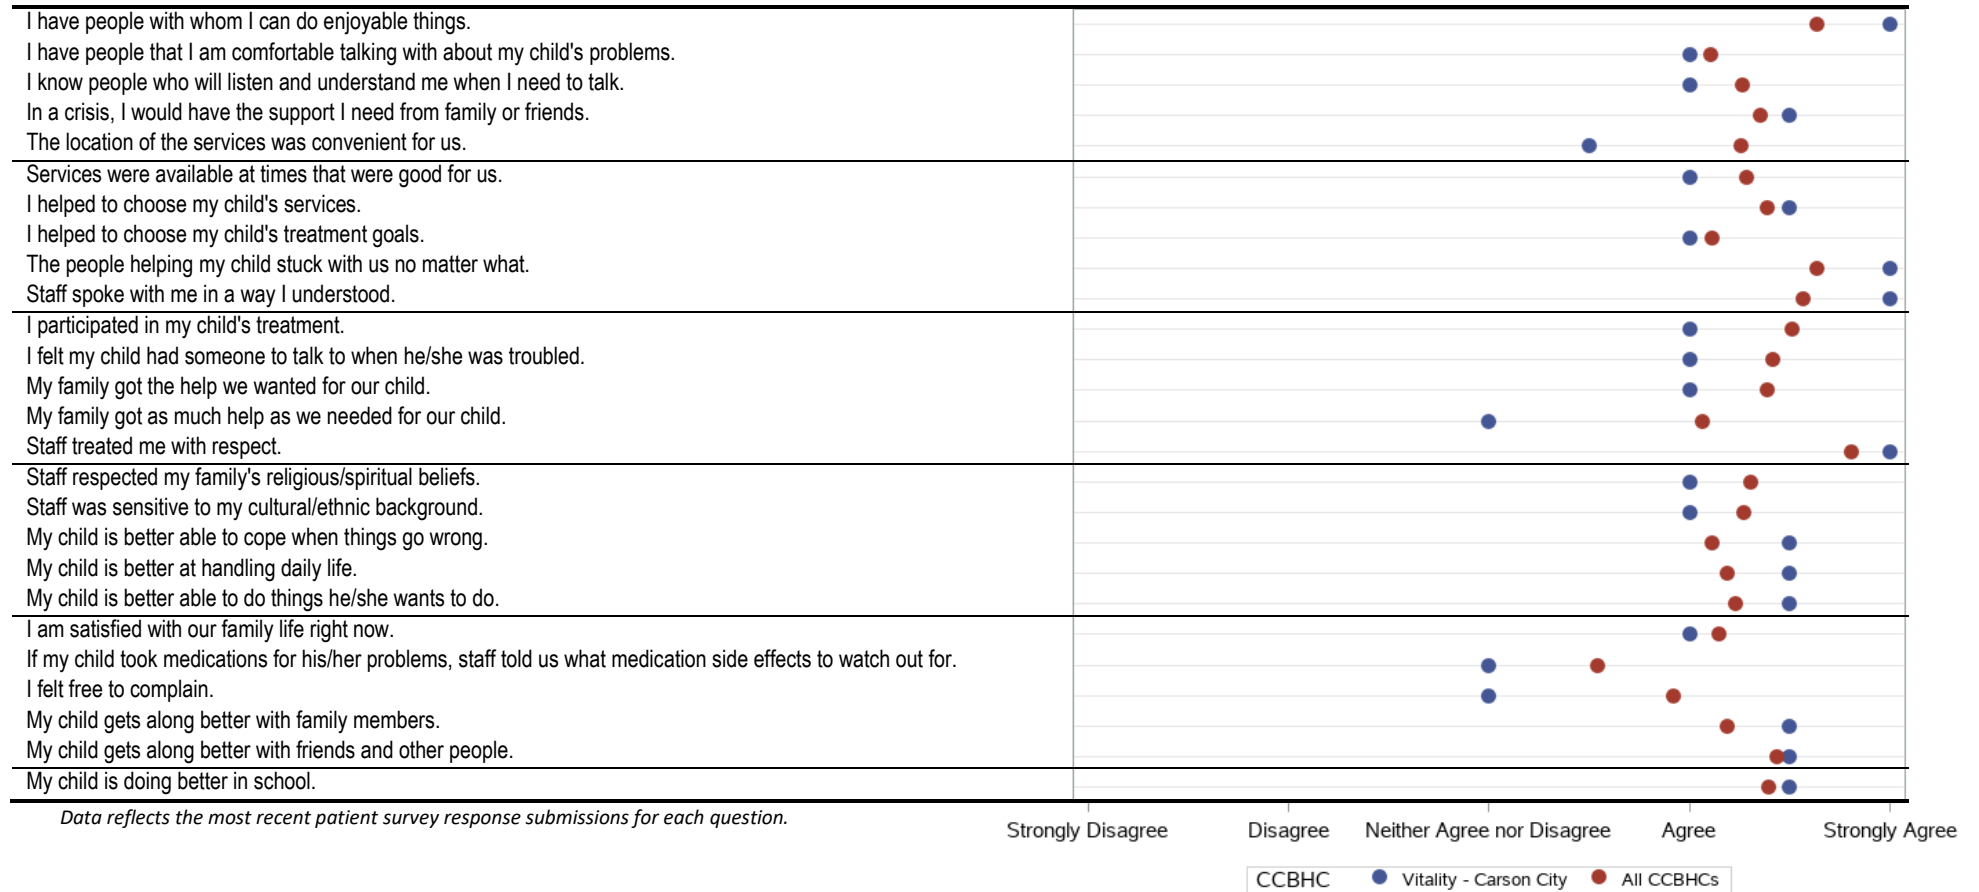 I have people with whom I can do enjoyable things.
I have people that I am comfortable talking with about my child's problems.
I know people who will listen and understand me when I need to talk.
In a crisis, I would have the support I need from family or friends.
The location of the services was convenient for us.
Services were available at times that were good for us.
I helped to choose my child's services.
I helped to choose my child's treatment goals.
The people helping my child stuck with us no matter what.
Staff spoke with me in a way I understood.
I participated in my child's treatment.
I felt my child had someone to talk to when he/she was troubled.
My family got the help we wanted for our child.
My family got as much help as we needed for our child.
Staff treated me with respect.
Staff respected my family's religious/spiritual beliefs.
Staff was sensitive to my cultural/ethnic background.
My child is better able to cope when things go wrong.
My child is better at handling daily life.
My child is better able to do things he/she wants to do.
I am satisfied with our family life right now.
If my child took medications for his/her problems, staff told us what medication side effects to watch out for.
I felt free to complain.
My child gets along better with family members.
My child gets along better with friends and other people.
My child is doing better in school.
Data reflects the most recent patient survey response submissions for each question.
Strongly Disagree Disagree Neither Agree nor Disagree Agree Strongly Agree
CCBHC Vitality - Carson City All CCBHCs